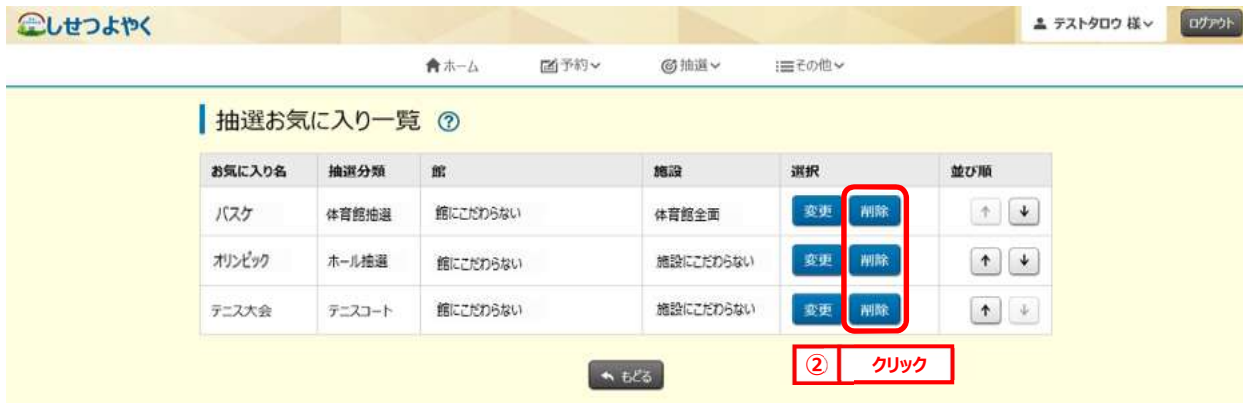 しせつよやく テストタロウ 様 ログアウト
ホーム 予約 抽選 その他
抽選お気に入り一覧 ?
お気に入り名 抽選分類 館 施設 選択 並び順
バスケ 体育館抽選 館にこだわらない 体育館全面 変更 削除 ↑ ↓
オリンピック ホール抽選 館にこだわらない 施設にこだわらない 変更 削除 ↑ ↓
テニス大会 テニスコート 館にこだわらない 施設にこだわらない 変更 削除 ↑ ↓
もどる ② クリック